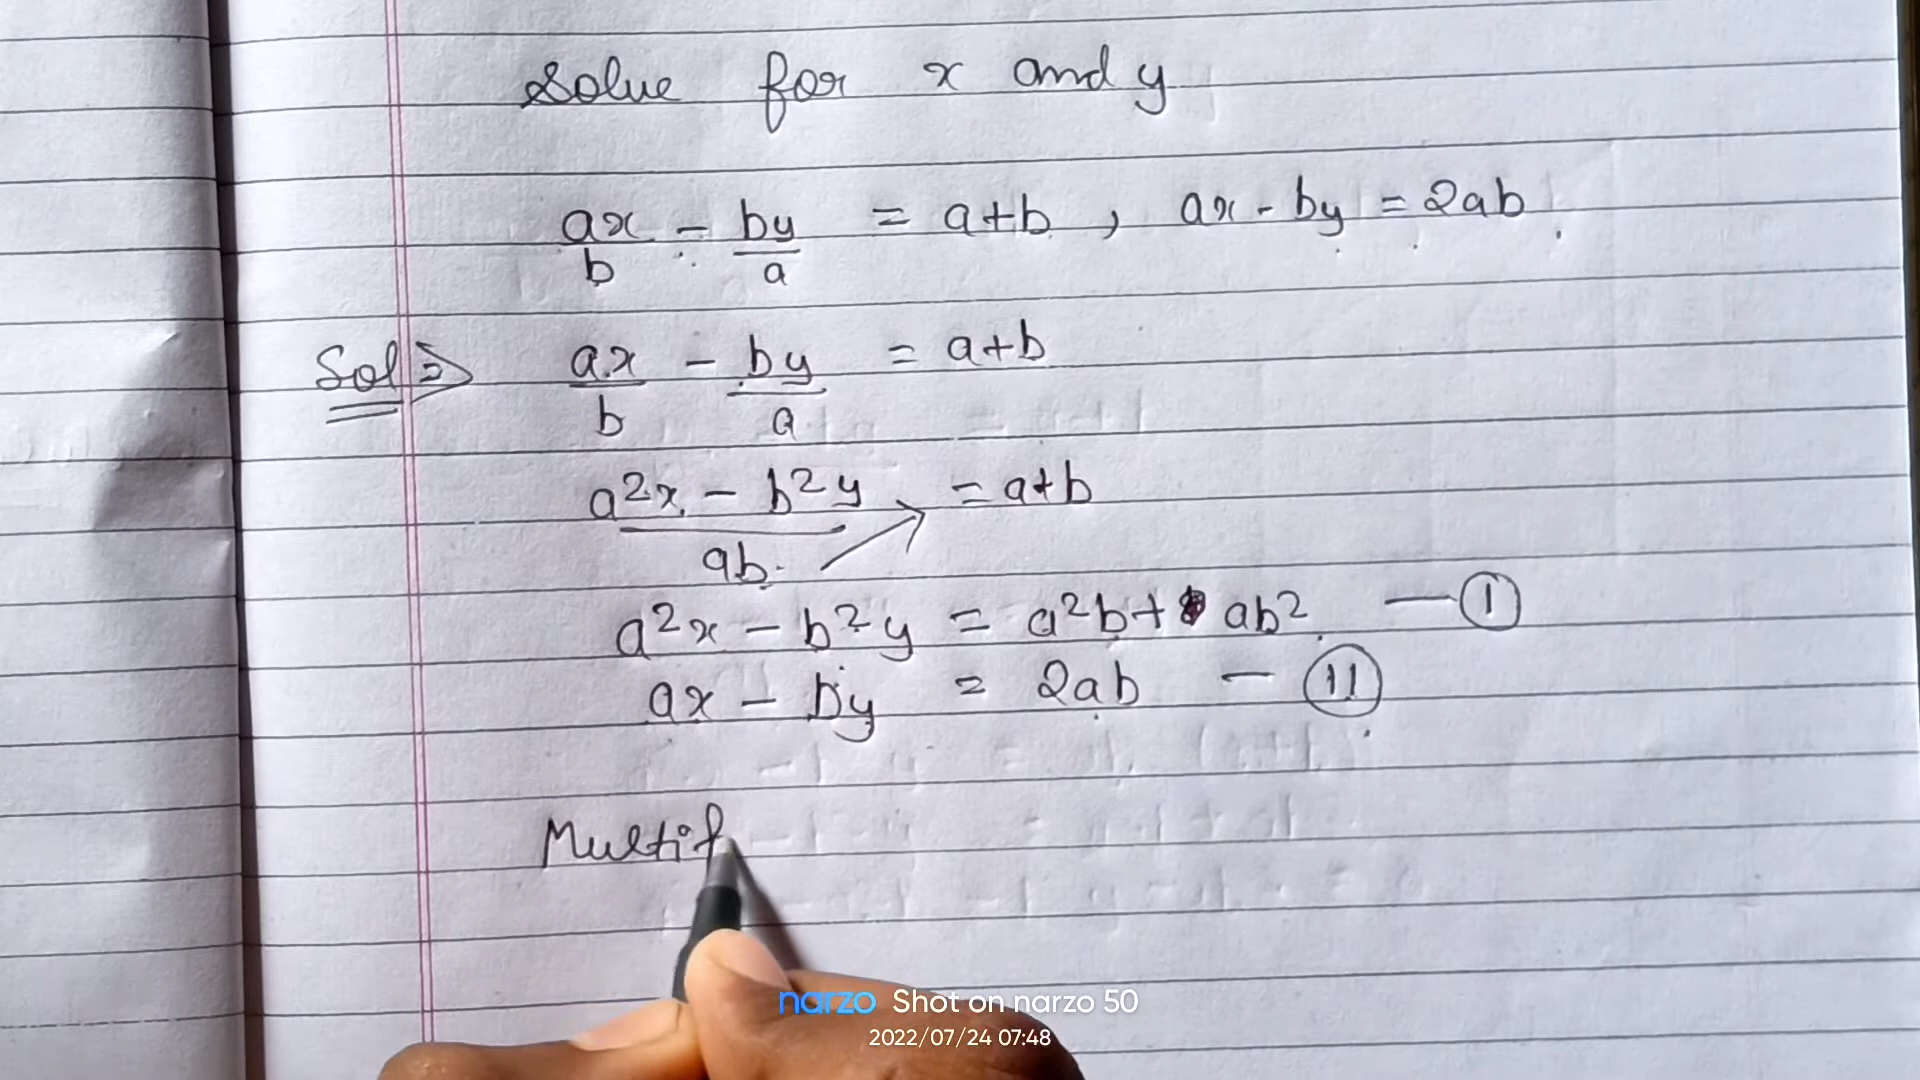 Solve for x and y
ax/b - by/a = a+b , ax - by = 2ab
Sol ⇒ ax/b - by/a = a+b
a²x - b²y / ab = a+b
a²x - b²y = a²b + ab² — (I)
ax - by = 2ab — (II)
Multip
narzo Shot on narzo 50
2022/07/24 07:48